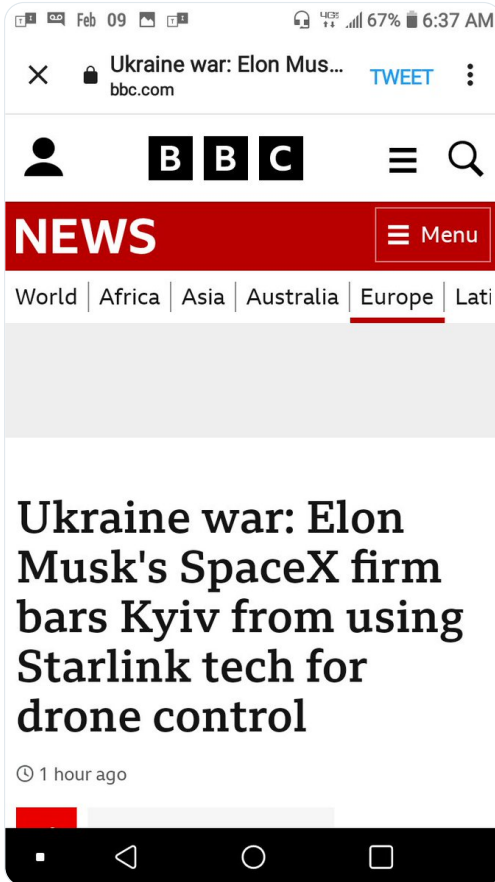 Feb 09 4G 67% 6:37 AM
Ukraine war: Elon Mus...
bbc.com
TWEET
BBC
NEWS
Menu
World Africa Asia Australia Europe Lati
Ukraine war: Elon
Musk's SpaceX firm
bars Kyiv from using
Starlink tech for
drone control
1 hour ago